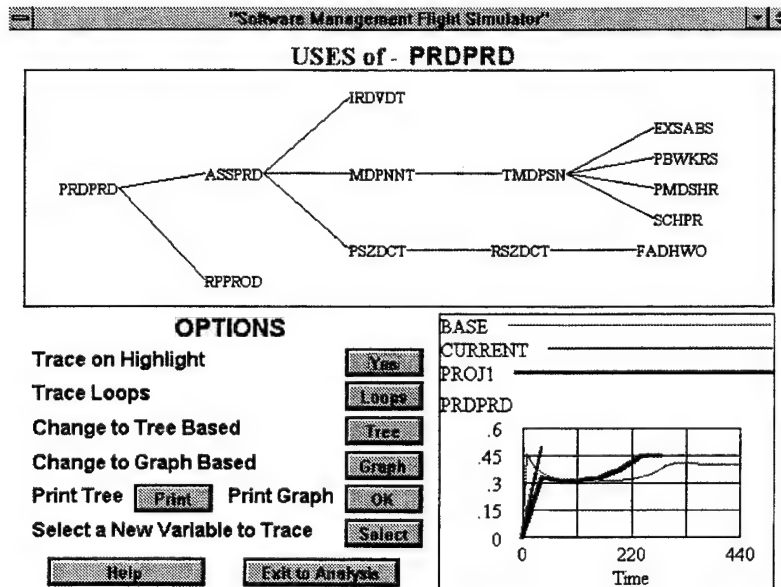 "Software Management Flight Simulator"
USES of - PRDPRD
IRDVDT
EXSABS
PBWKRS
PRDPRD ASSPRD MDPNNT TMDPSN
PMDSHR
SCHPR
PSZDCT RSZDCT FADHWO
RPPROD
OPTIONS
Trace on Highlight Yes
Trace Loops Loops
Change to Tree Based Tree
Change to Graph Based Graph
Print Tree Print Print Graph OK
Select a New Variable to Trace Select
Help Exit to Analysis
BASE
CURRENT
PROJ1
PRDPRD
.6
.45
.3
.15
0
0 220 440
Time